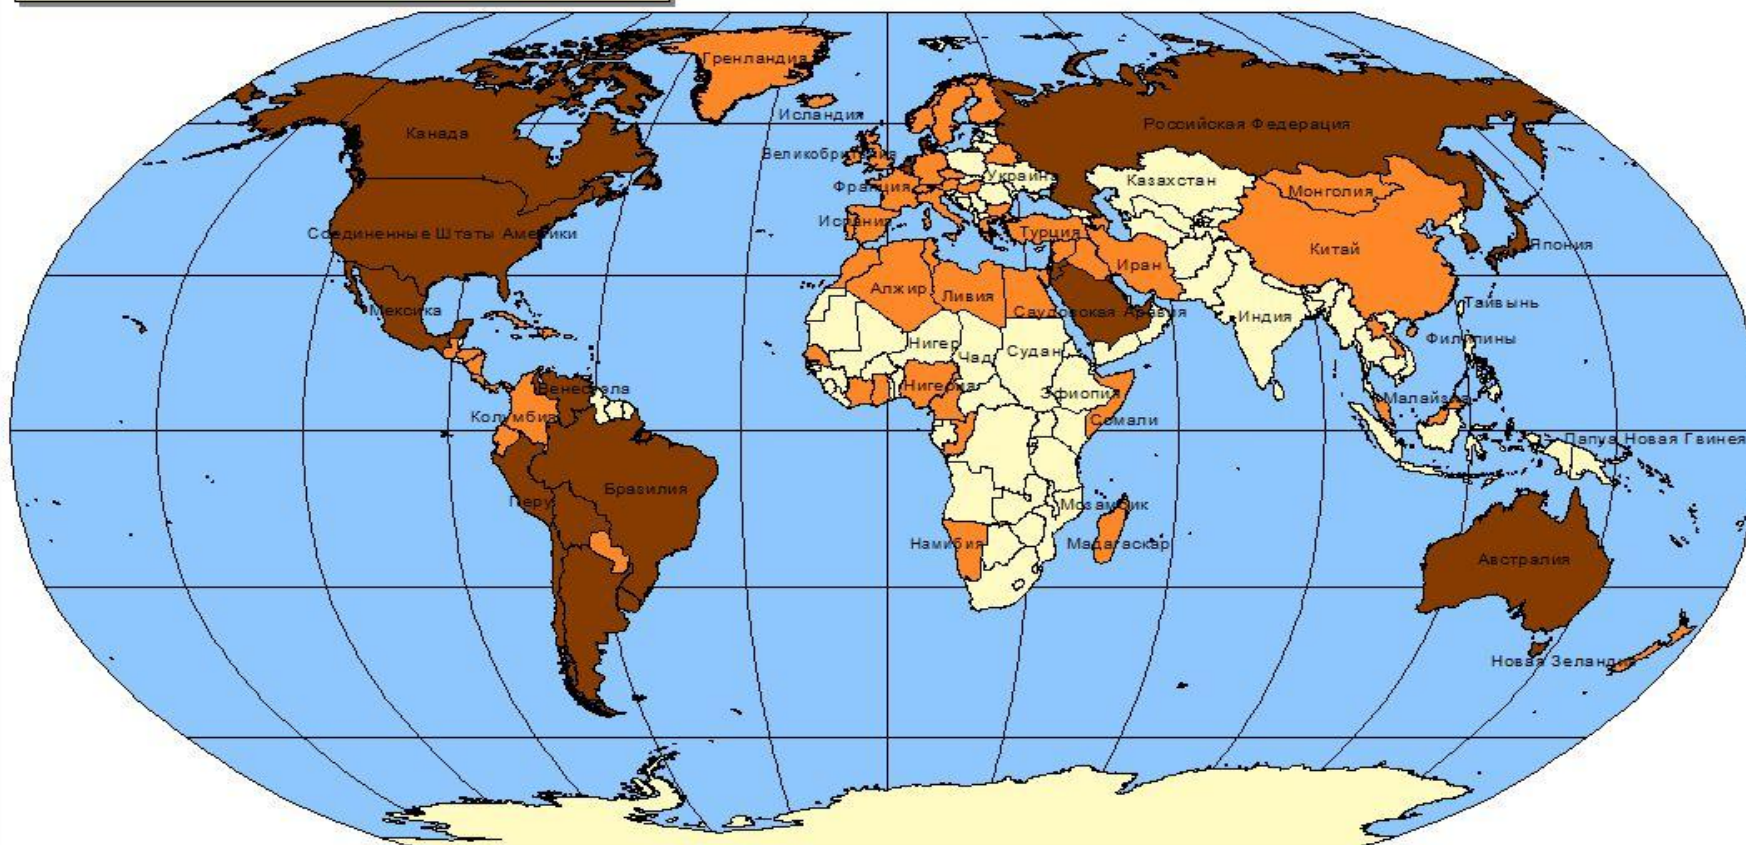 Гренландия
Исландия
Канада
Российская Федерация
Великобритания
Украина
Казахстан
Франция
Монголия
Испания
Турция
Соединенные Штаты Америки
Япония
Китай
Иран
Алжир
Ливия
Мексика
Саудовская Аравия
Тайвынь
Индия
Филипины
Нигер
Чад
Судан
Венесуэла
Нигерия
Эфиопия
Малайзия
Колумбия
Сомали
Папуа Новая Гвинея
Бразилия
Перу
Мозамбик
Намибия
Мадагаскар
Австралия
Новая Зеландия